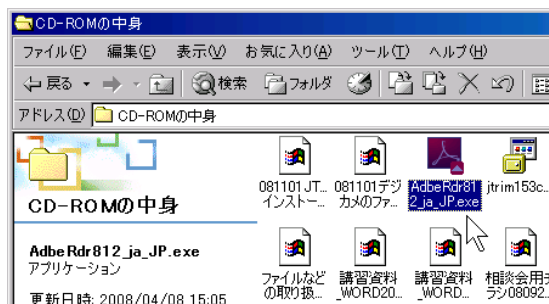 CD-ROMの中身
ファイル(F) 編集(E) 表示(V) お気に入り(A) ツール(T) ヘルプ(H)
戻る 検索 フォルダ
アドレス(D) CD-ROMの中身
CD-ROMの中身
AdbeRdr812_ja_JP.exe
アプリケーション
更新日時: 2008/04/08 15:05
081101JT...
インストー...
081101デジ
カメのファ...
AdbeRdr81
2_ja_JP.exe
jtrim153c...
ファイルなど
の取り扱...
講習資料
_WORD20...
講習資料
_WORD...
相談会用チ
ラシ08092...